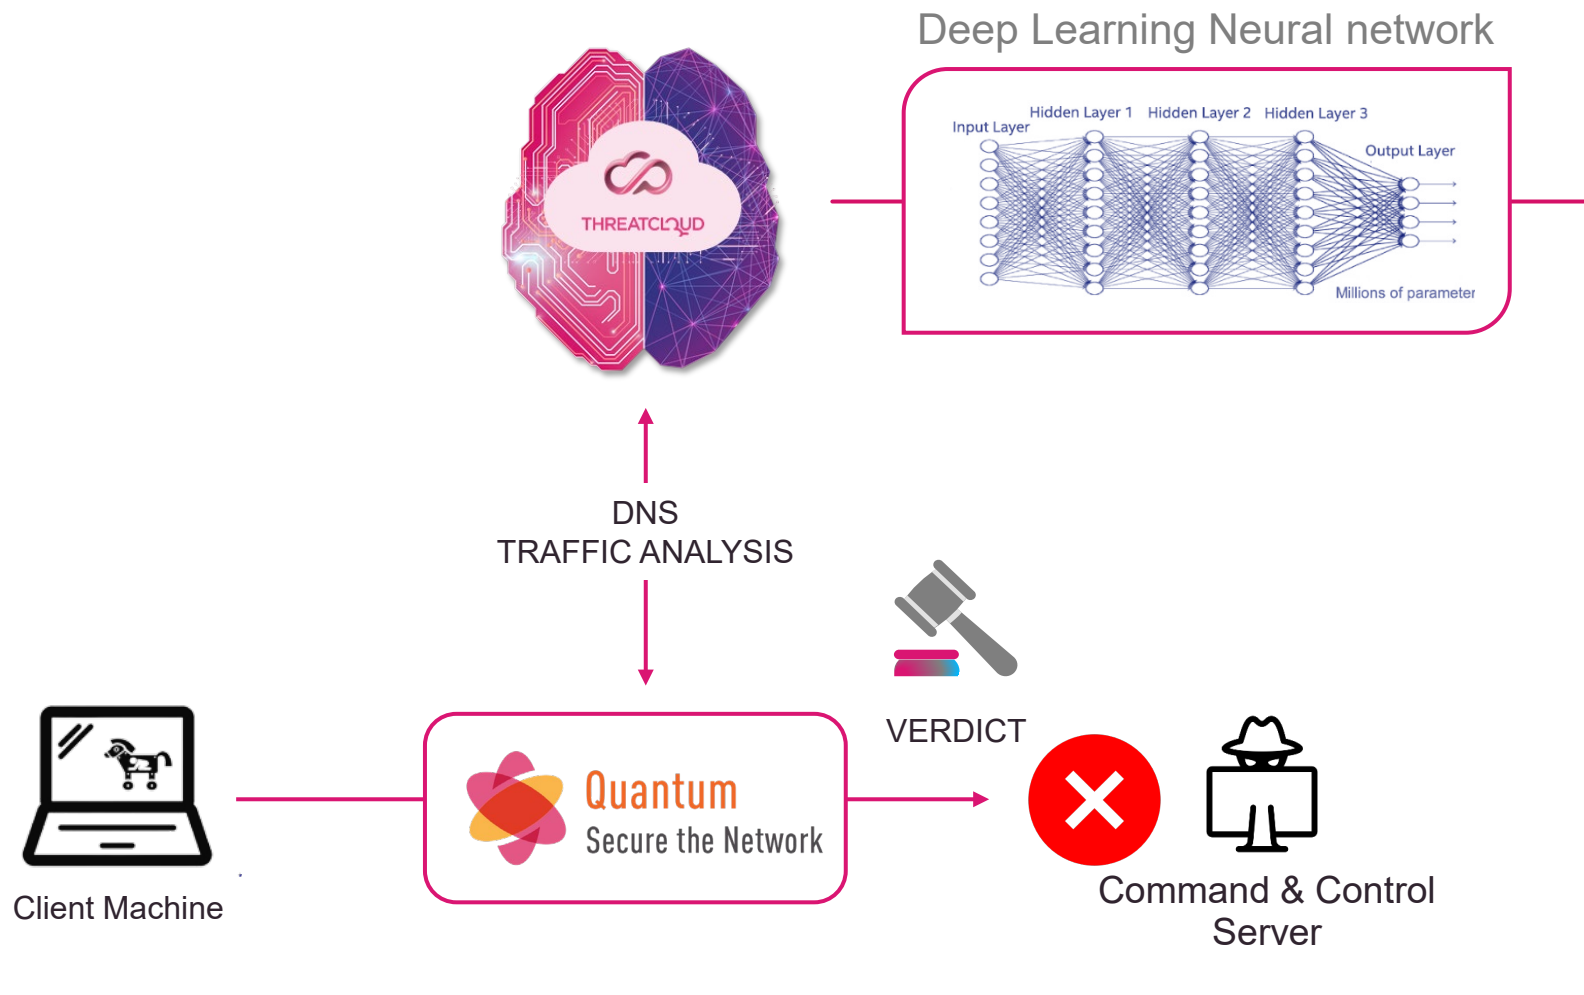 Deep Learning Neural network
Hidden Layer 1 Hidden Layer 2 Hidden Layer 3
Input Layer
Output Layer
THREATCLOUD
Millions of parameter
DNS
TRAFFIC ANALYSIS
VERDICT
Quantum
Secure the Network
Client Machine
Command & Control
Server